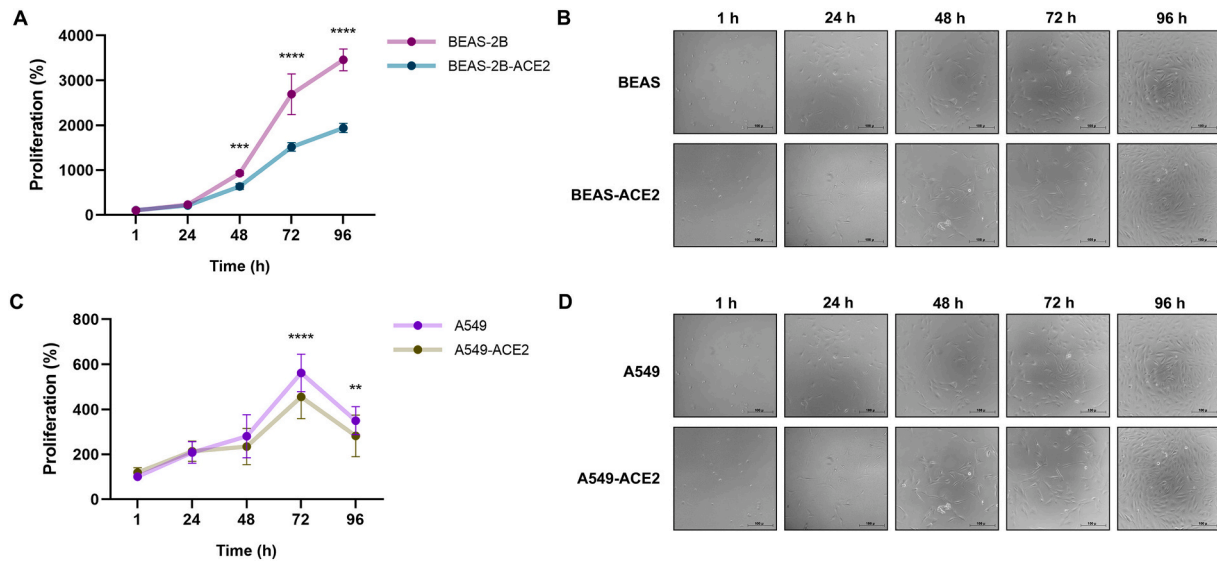 A
4000
3000
2000
1000
0
Proliferation (%)
***
****
****
1 24 48 72 96
Time (h)
BEAS-2B
BEAS-2B-ACE2
B
1 h 24 h 48 h 72 h 96 h
BEAS
BEAS-ACE2
C
800
600
400
200
0
Proliferation (%)
****
**
1 24 48 72 96
Time (h)
A549
A549-ACE2
D
1 h 24 h 48 h 72 h 96 h
A549
A549-ACE2